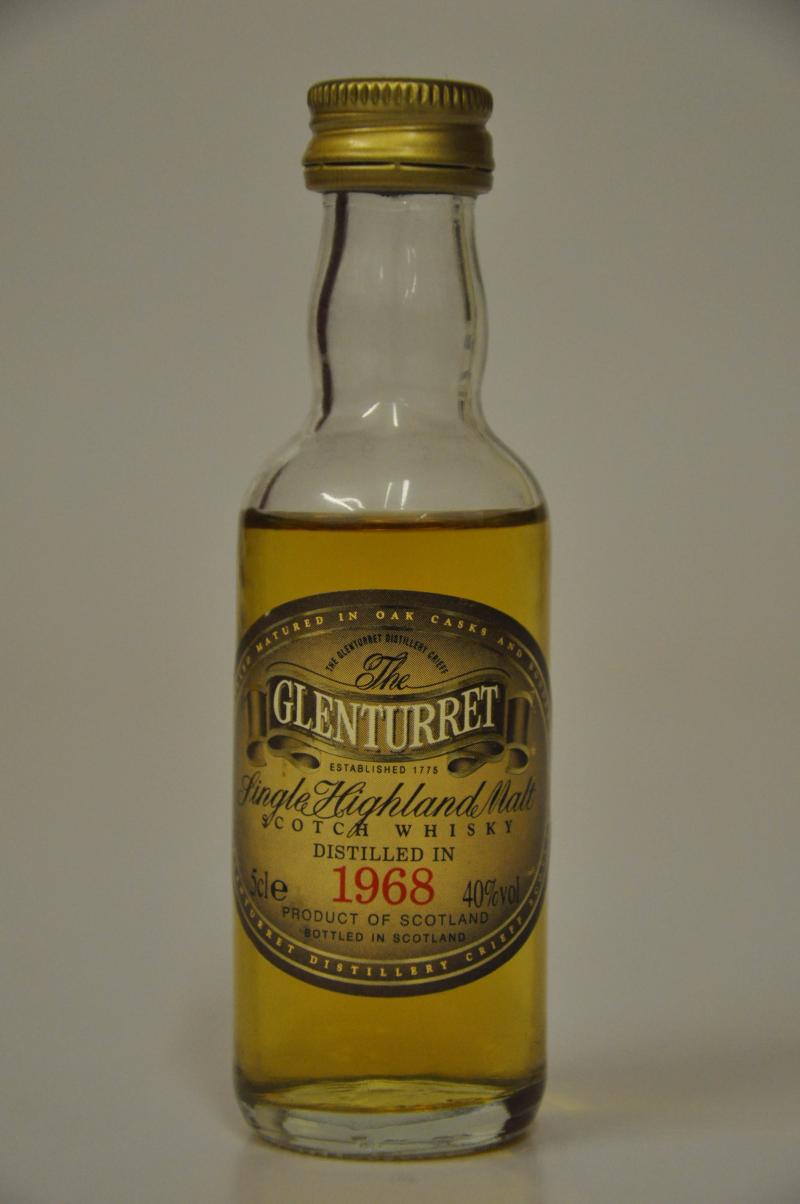 MATURED IN OAK CASKS AND
THE GLENTURRET DISTILLERY CRIEFF
The
GLENTURRET
ESTABLISHED 1775
Single Highland Malt
SCOTCH WHISKY
DISTILLED IN
5cl e 1968 40%vol
PRODUCT OF SCOTLAND
BOTTLED IN SCOTLAND
DISTILLERY CRIEFF